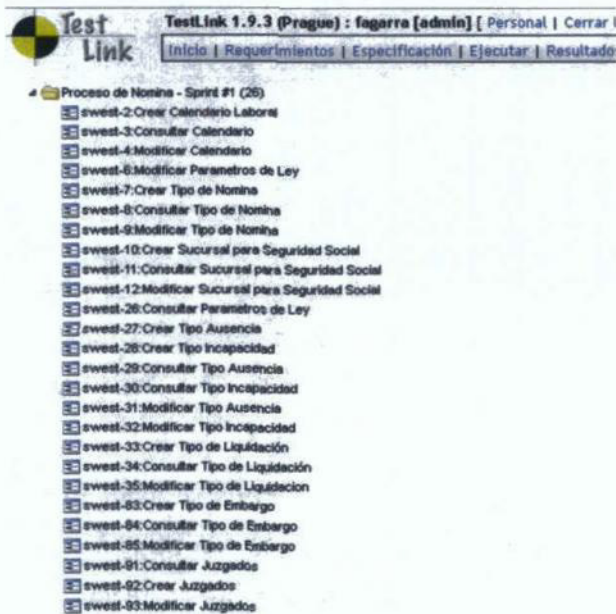 Test Link
TestLink 1.9.3 (Prague) : fagarra [admin] [ Personal | Cerrar
Inicio | Requerimientos | Especificación | Ejecutar | Resultado
Proceso de Nomina - Sprint #1 (26)
swest-2:Crear Calendario Laboral
swest-3:Consultar Calendario
swest-4:Modificar Calendario
swest-6:Modificar Parametros de Ley
swest-7:Crear Tipo de Nomina
swest-8:Consultar Tipo de Nomina
swest-9:Modificar Tipo de Nomina
swest-10:Crear Sucursal para Seguridad Social
swest-11:Consultar Sucursal para Seguridad Social
swest-12:Modificar Sucursal para Seguridad Social
swest-26:Consultar Parametros de Ley
swest-27:Crear Tipo Ausencia
swest-28:Crear Tipo Incapacidad
swest-29:Consultar Tipo Ausencia
swest-30:Consultar Tipo Incapacidad
swest-31:Modificar Tipo Ausencia
swest-32:Modificar Tipo Incapacidad
swest-33:Crear Tipo de Liquidación
swest-34:Consultar Tipo de Liquidación
swest-35:Modificar Tipo de Liquidacion
swest-83:Crear Tipo de Embargo
swest-84:Consultar Tipo de Embargo
swest-85:Modificar Tipo de Embargo
swest-91:Consultar Juzgados
swest-92:Crear Juzgados
swest-93:Modificar Juzgados